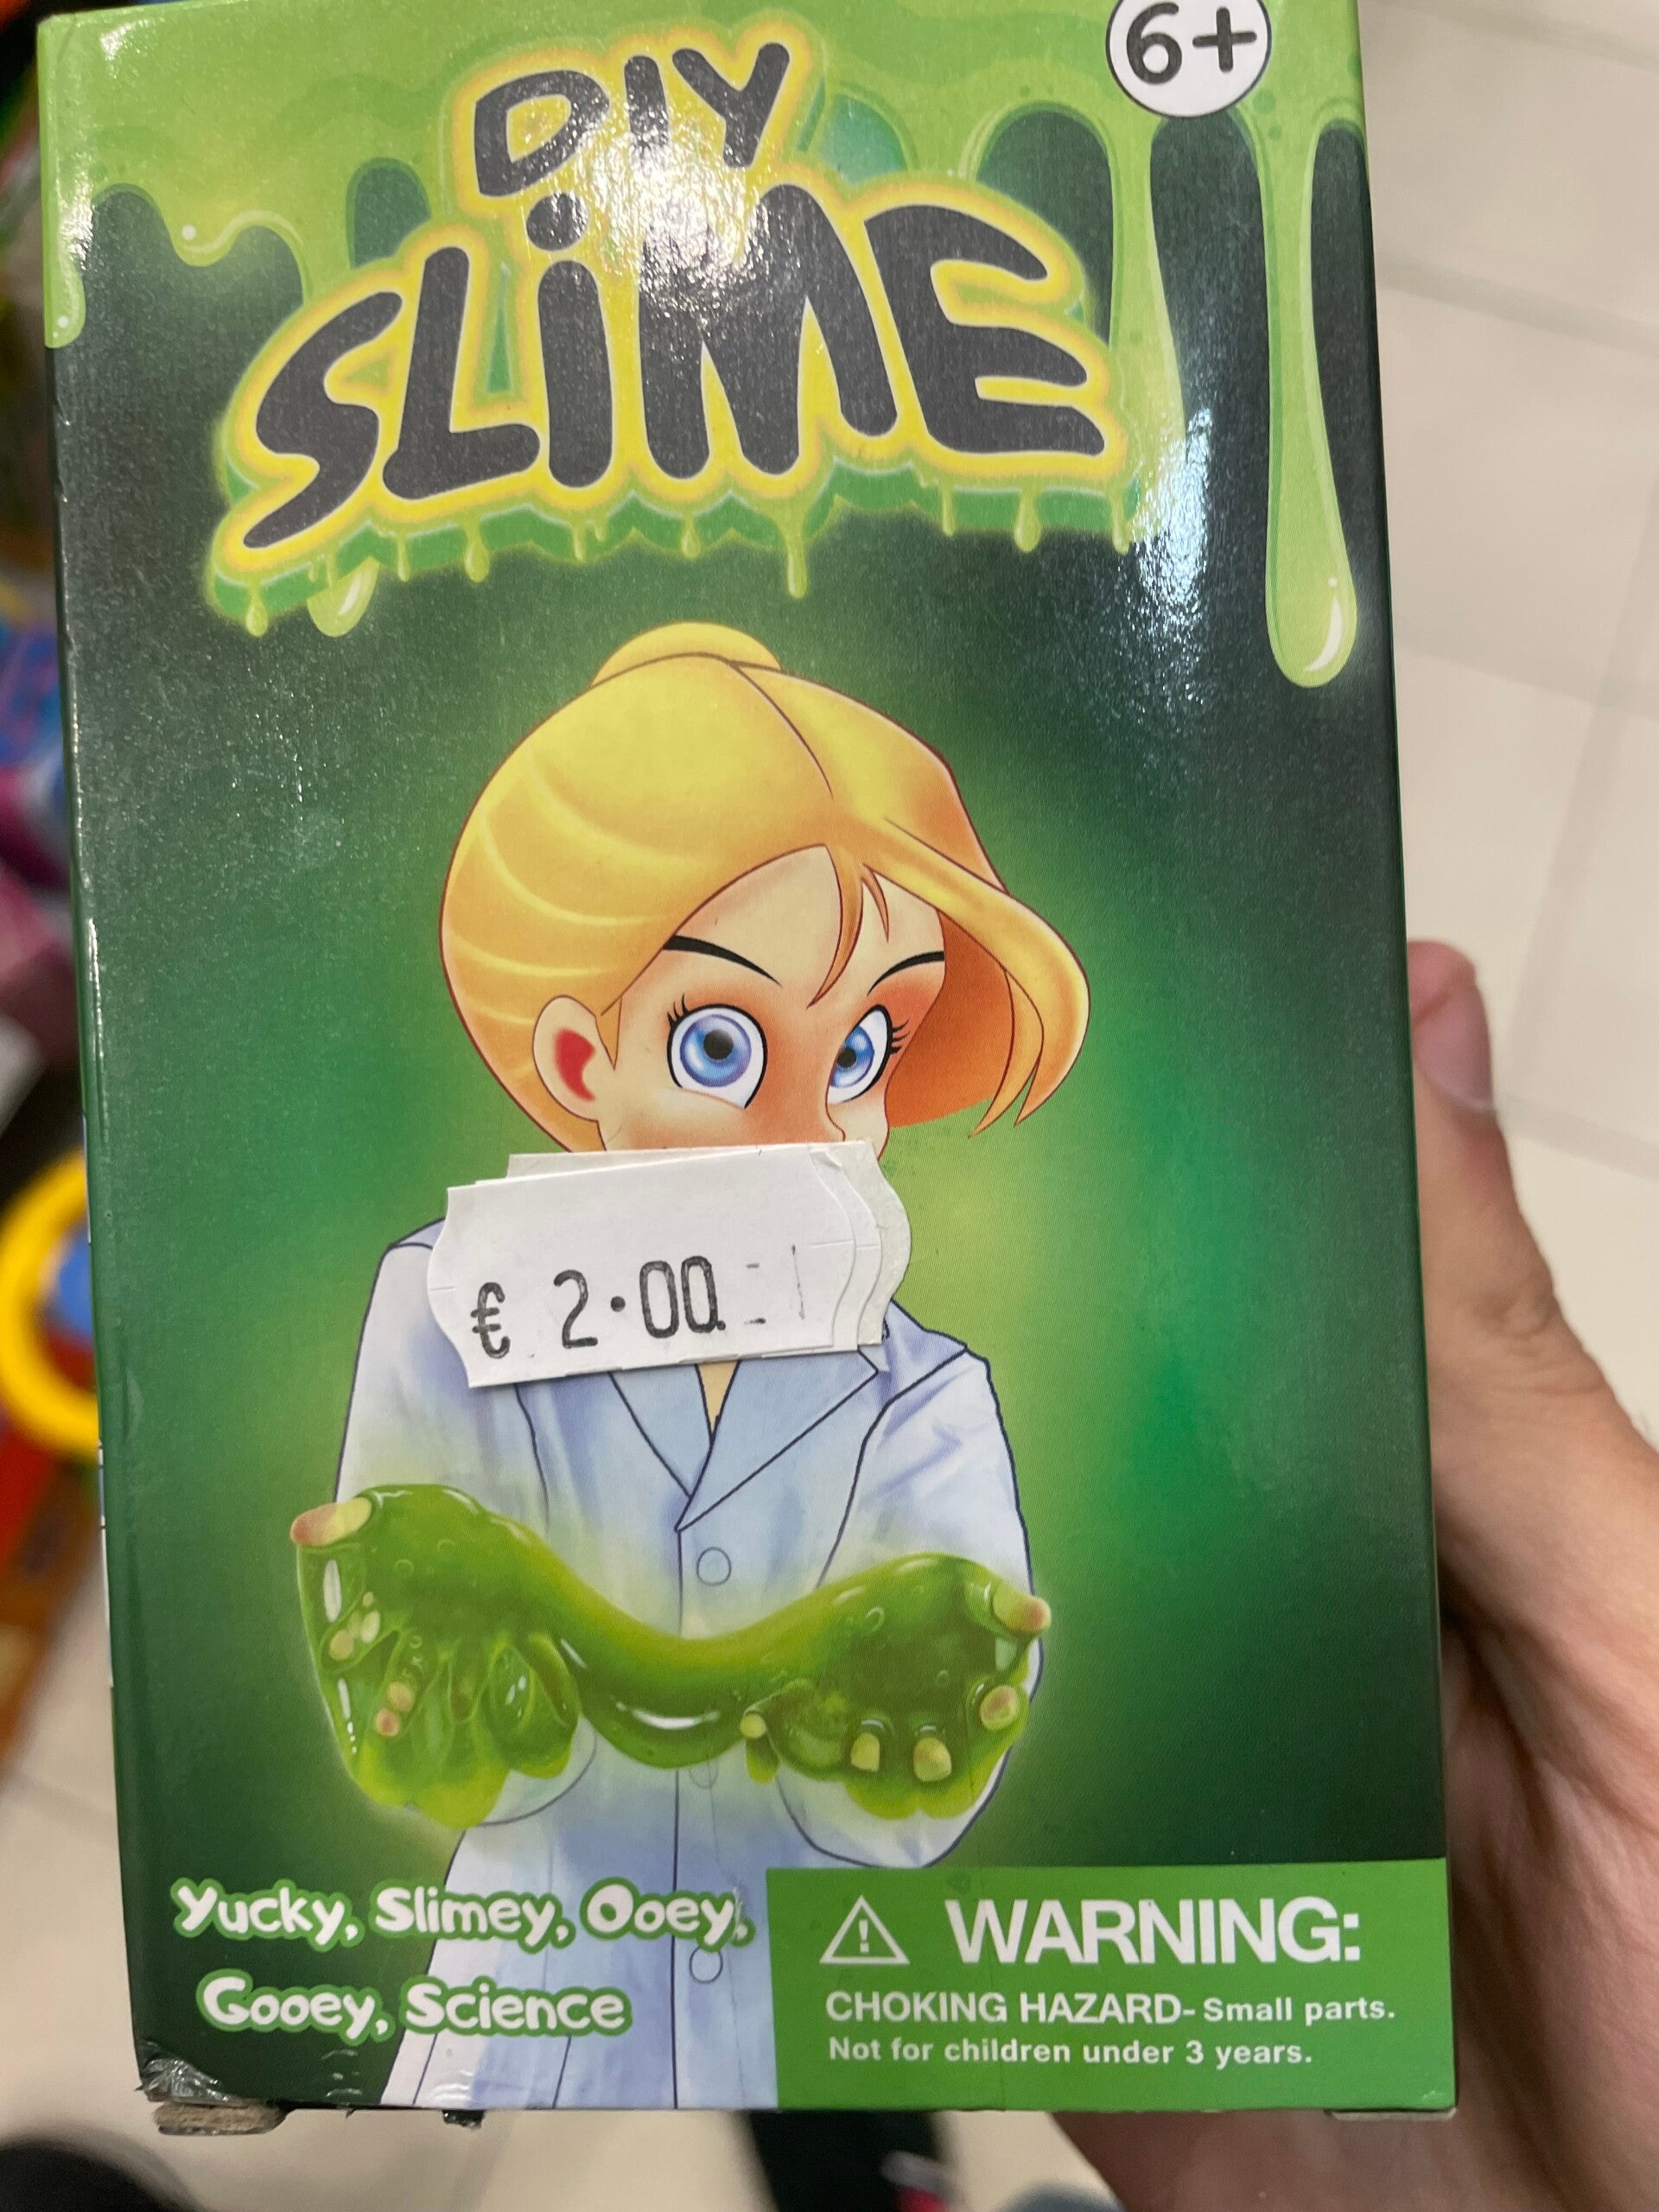 6+
DIY
SLIME
€ 2.00
Yucky, Slimey, Ooey,
Gooey, Science
WARNING:
CHOKING HAZARD- Small parts.
Not for children under 3 years.